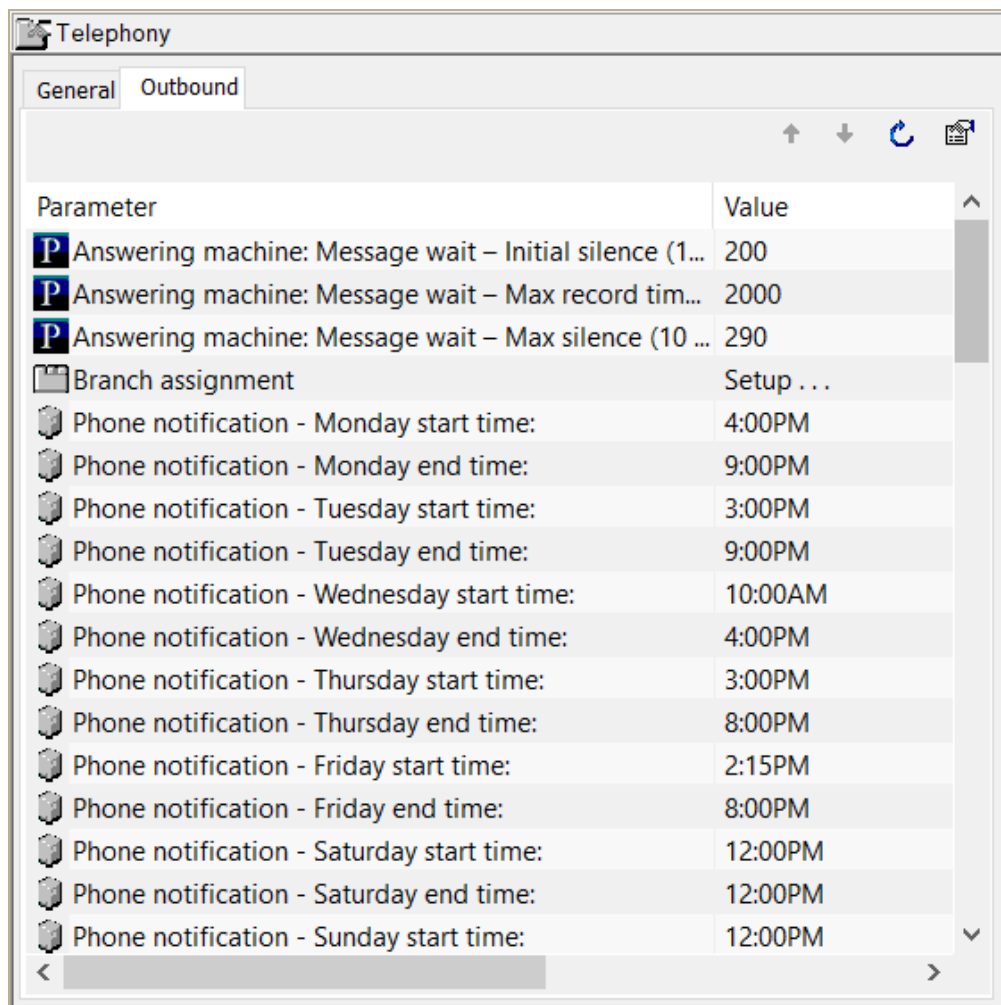 Telephony
General Outbound
Parameter Value
Answering machine: Message wait – Initial silence (1... 200
Answering machine: Message wait – Max record tim... 2000
Answering machine: Message wait – Max silence (10 ... 290
Branch assignment Setup . . .
Phone notification - Monday start time: 4:00PM
Phone notification - Monday end time: 9:00PM
Phone notification - Tuesday start time: 3:00PM
Phone notification - Tuesday end time: 9:00PM
Phone notification - Wednesday start time: 10:00AM
Phone notification - Wednesday end time: 4:00PM
Phone notification - Thursday start time: 3:00PM
Phone notification - Thursday end time: 8:00PM
Phone notification - Friday start time: 2:15PM
Phone notification - Friday end time: 8:00PM
Phone notification - Saturday start time: 12:00PM
Phone notification - Saturday end time: 12:00PM
Phone notification - Sunday start time: 12:00PM